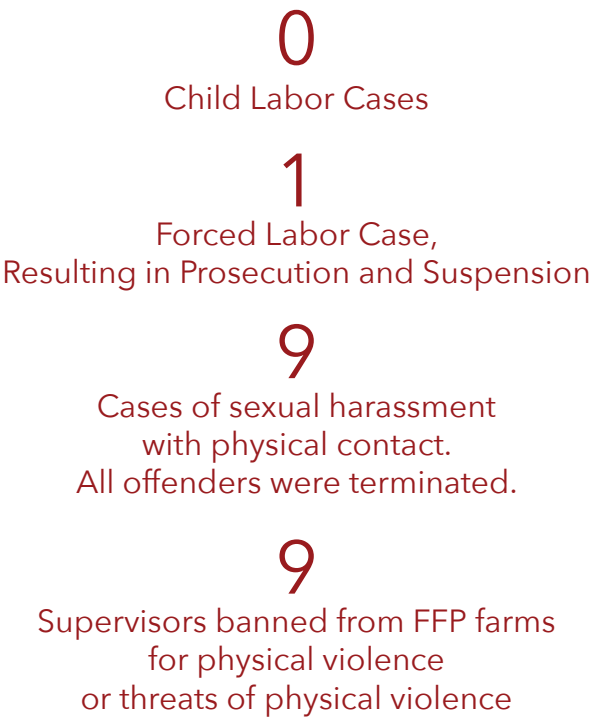 0
Child Labor Cases
1
Forced Labor Case,
Resulting in Prosecution and Suspension
9
Cases of sexual harassment
with physical contact.
All offenders were terminated.
9
Supervisors banned from FFP farms
for physical violence
or threats of physical violence